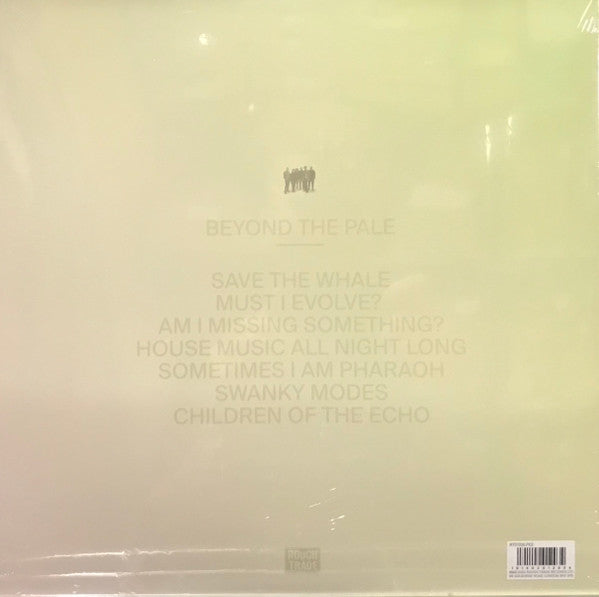 BEYOND THE PALE
SAVE THE WHALE
MUST I EVOLVE?
AM I MISSING SOMETHING?
HOUSE MUSIC ALL NIGHT LONG
SOMETIMES I AM PHARAOH
SWANKY MODES
CHILDREN OF THE ECHO
ROUGH
TRADE